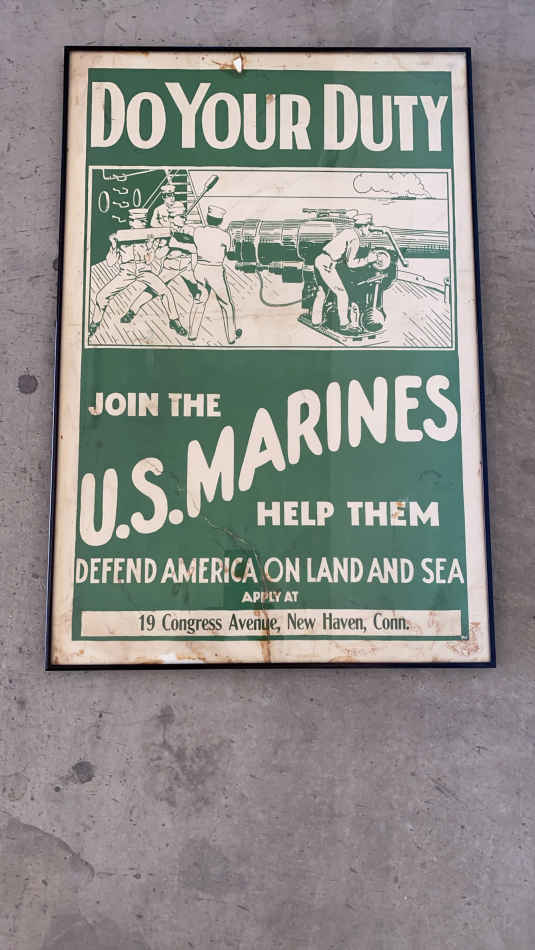 DO YOUR DUTY
JOIN THE
U.S. MARINES
HELP THEM
DEFEND AMERICA ON LAND AND SEA
APPLY AT
19 Congress Avenue, New Haven, Conn.